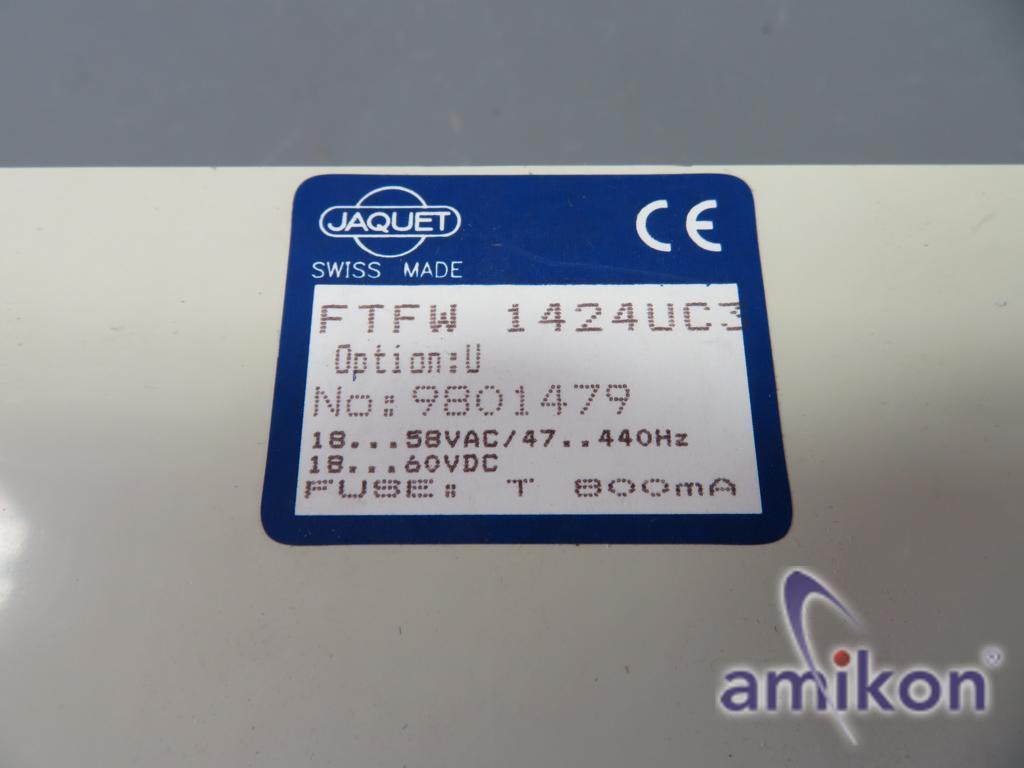 JAQUET
CE
SWISS MADE
FTFW 1424UC3
Option:U
No:9801479
18...58VAC/47..440Hz
18...60VDC
FUSE: T 800mA
amikon®